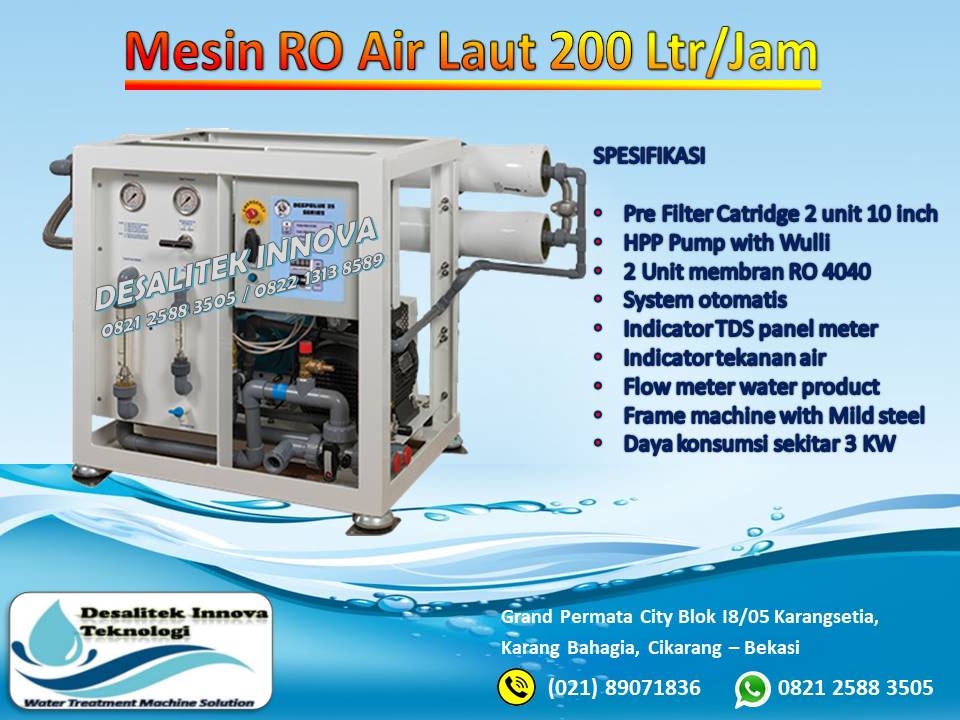 Mesin RO Air Laut 200 Ltr/Jam
SPESIFIKASI
• Pre Filter Catridge 2 unit 10 inch
• HPP Pump with Wulli
• 2 Unit membran RO 4040
• System otomatis
• Indicator TDS panel meter
• Indicator tekanan air
• Flow meter water product
• Frame machine with Mild steel
• Daya konsumsi sekitar 3 KW
EMERGENCY
STOP
SERIES
DESALITEK INNOVA
0821 2588 3505 / 0822 1313 8589
Desalitek Innova
Teknologi
Water Treatment Machine Solution
Grand Permata City Blok I8/05 Karangsetia,
Karang Bahagia, Cikarang – Bekasi
(021) 89071836
0821 2588 3505